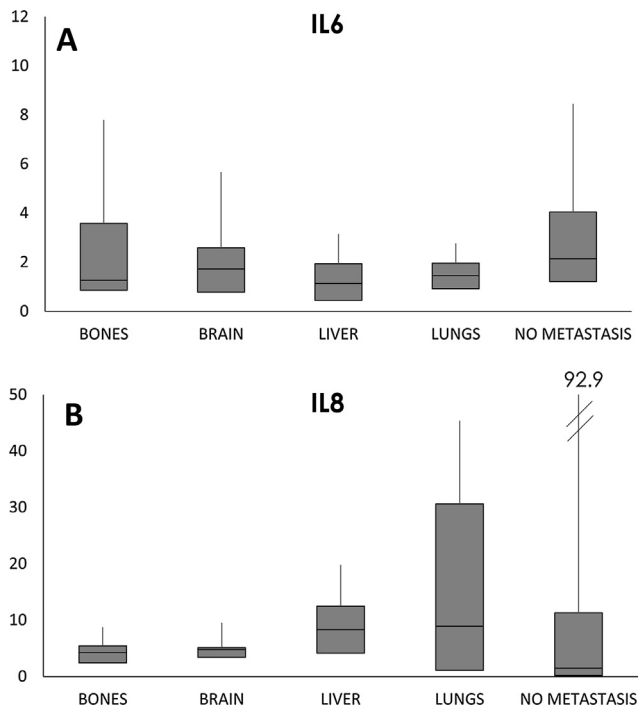 A
IL6
12
10
8
6
4
2
0
BONES BRAIN LIVER LUNGS NO METASTASIS
92.9
B
IL8
50
40
30
20
10
0
BONES BRAIN LIVER LUNGS NO METASTASIS